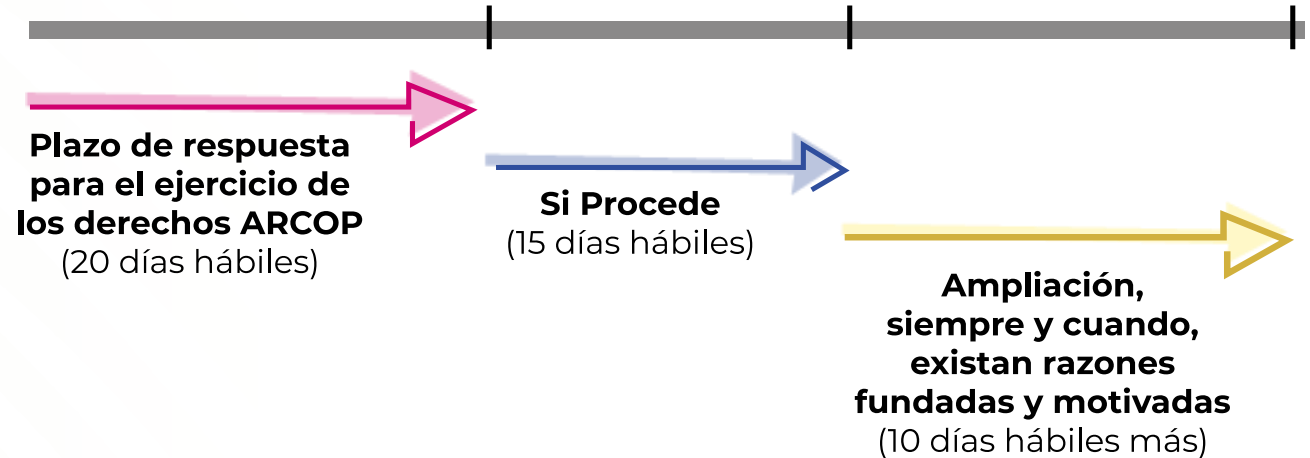 Plazo de respuesta
para el ejercicio de
los derechos ARCOP
(20 días hábiles)
Si Procede
(15 días hábiles)
Ampliación,
siempre y cuando,
existan razones
fundadas y motivadas
(10 días hábiles más)